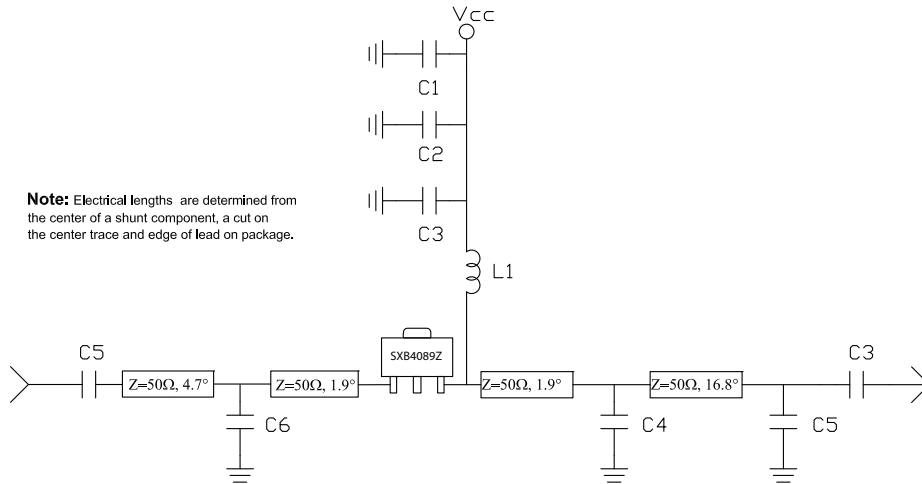 Vcc
C1
C2
C3
Note: Electrical lengths are determined from
the center of a shunt component, a cut on
the center trace and edge of lead on package.
L1
C5
SXB4089Z
C3
Z=50Ω, 4.7°
Z=50Ω, 1.9°
Z=50Ω, 1.9°
Z=50Ω, 16.8°
C6
C4
C5